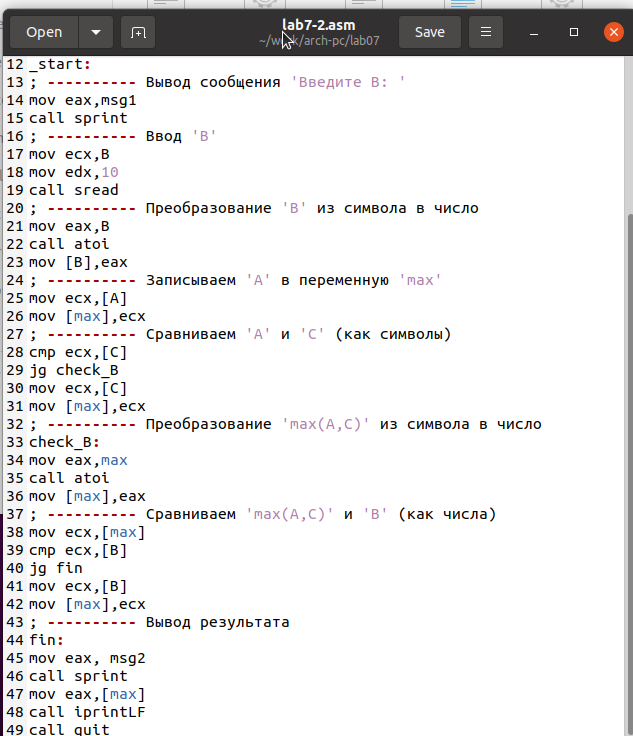 Open
lab7-2.asm
~/work/arch-pc/lab07
Save
12 _start:
13 ; ---------- Вывод сообщения 'Введите B: '
14 mov eax,msg1
15 call sprint
16 ; ---------- Ввод 'B'
17 mov ecx,B
18 mov edx,10
19 call sread
20 ; ---------- Преобразование 'B' из символа в число
21 mov eax,B
22 call atoi
23 mov [B],eax
24 ; ---------- Записываем 'A' в переменную 'max'
25 mov ecx,[A]
26 mov [max],ecx
27 ; ---------- Сравниваем 'A' и 'С' (как символы)
28 cmp ecx,[C]
29 jg check_B
30 mov ecx,[C]
31 mov [max],ecx
32 ; ---------- Преобразование 'max(A,C)' из символа в число
33 check_B:
34 mov eax,max
35 call atoi
36 mov [max],eax
37 ; ---------- Сравниваем 'max(A,C)' и 'B' (как числа)
38 mov ecx,[max]
39 cmp ecx,[B]
40 jg fin
41 mov ecx,[B]
42 mov [max],ecx
43 ; ---------- Вывод результата
44 fin:
45 mov eax, msg2
46 call sprint
47 mov eax,[max]
48 call iprintLF
49 call quit